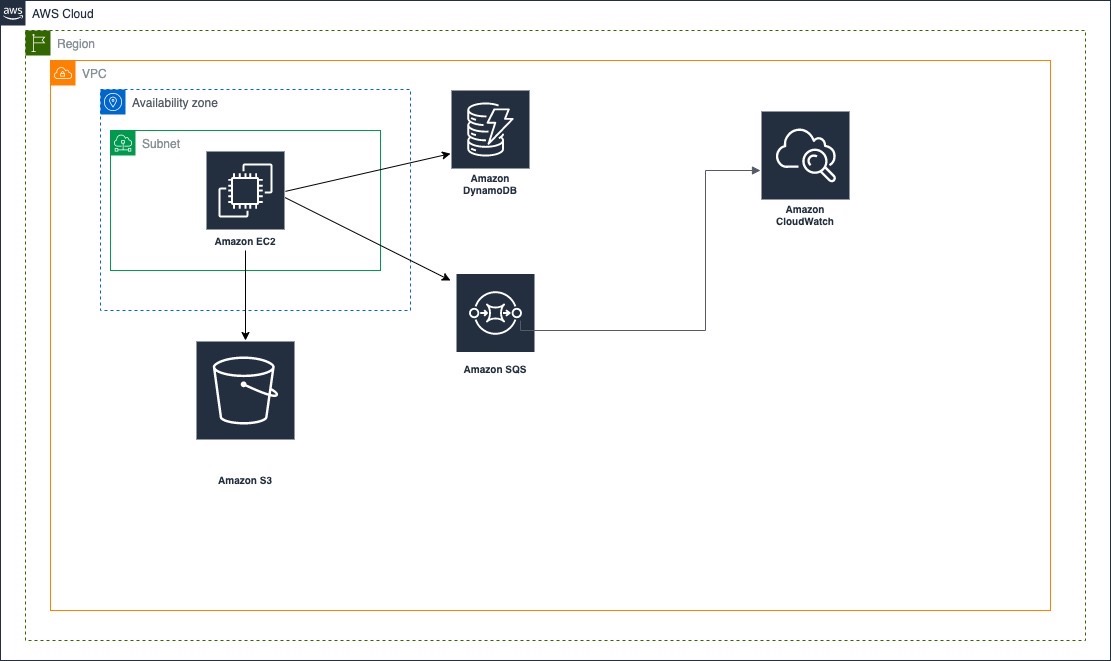 aws
AWS Cloud
Region
VPC
Availability zone
Subnet
Amazon EC2
Amazon
DynamoDB
Amazon
CloudWatch
Amazon SQS
Amazon S3